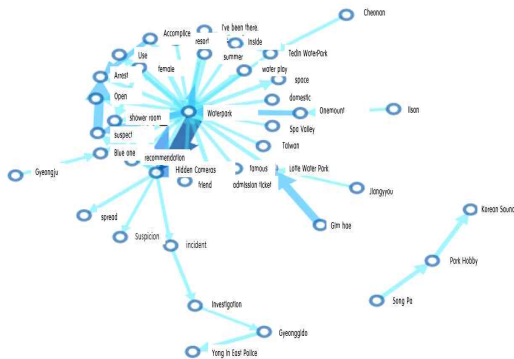 Cheonan
I've been there.
Accomplice
resort
Inside
Use
summer
Tedin WaterPark
female
water play
Arrest
space
Open
domestic
shower room
Waterpark
Onemount
Ilsan
suspect
Spa Valley
Blue one
Taiwan
recommendation
Gyeongju
Hidden Cameras
famous
Lotte Water Park
friend
admission ticket
Jiangyyou
spread
Gim hae
Korean Sound
Suspicion
incident
Park Hobby
Song Pa
Investigation
Gyeonggido
Yong In East Police